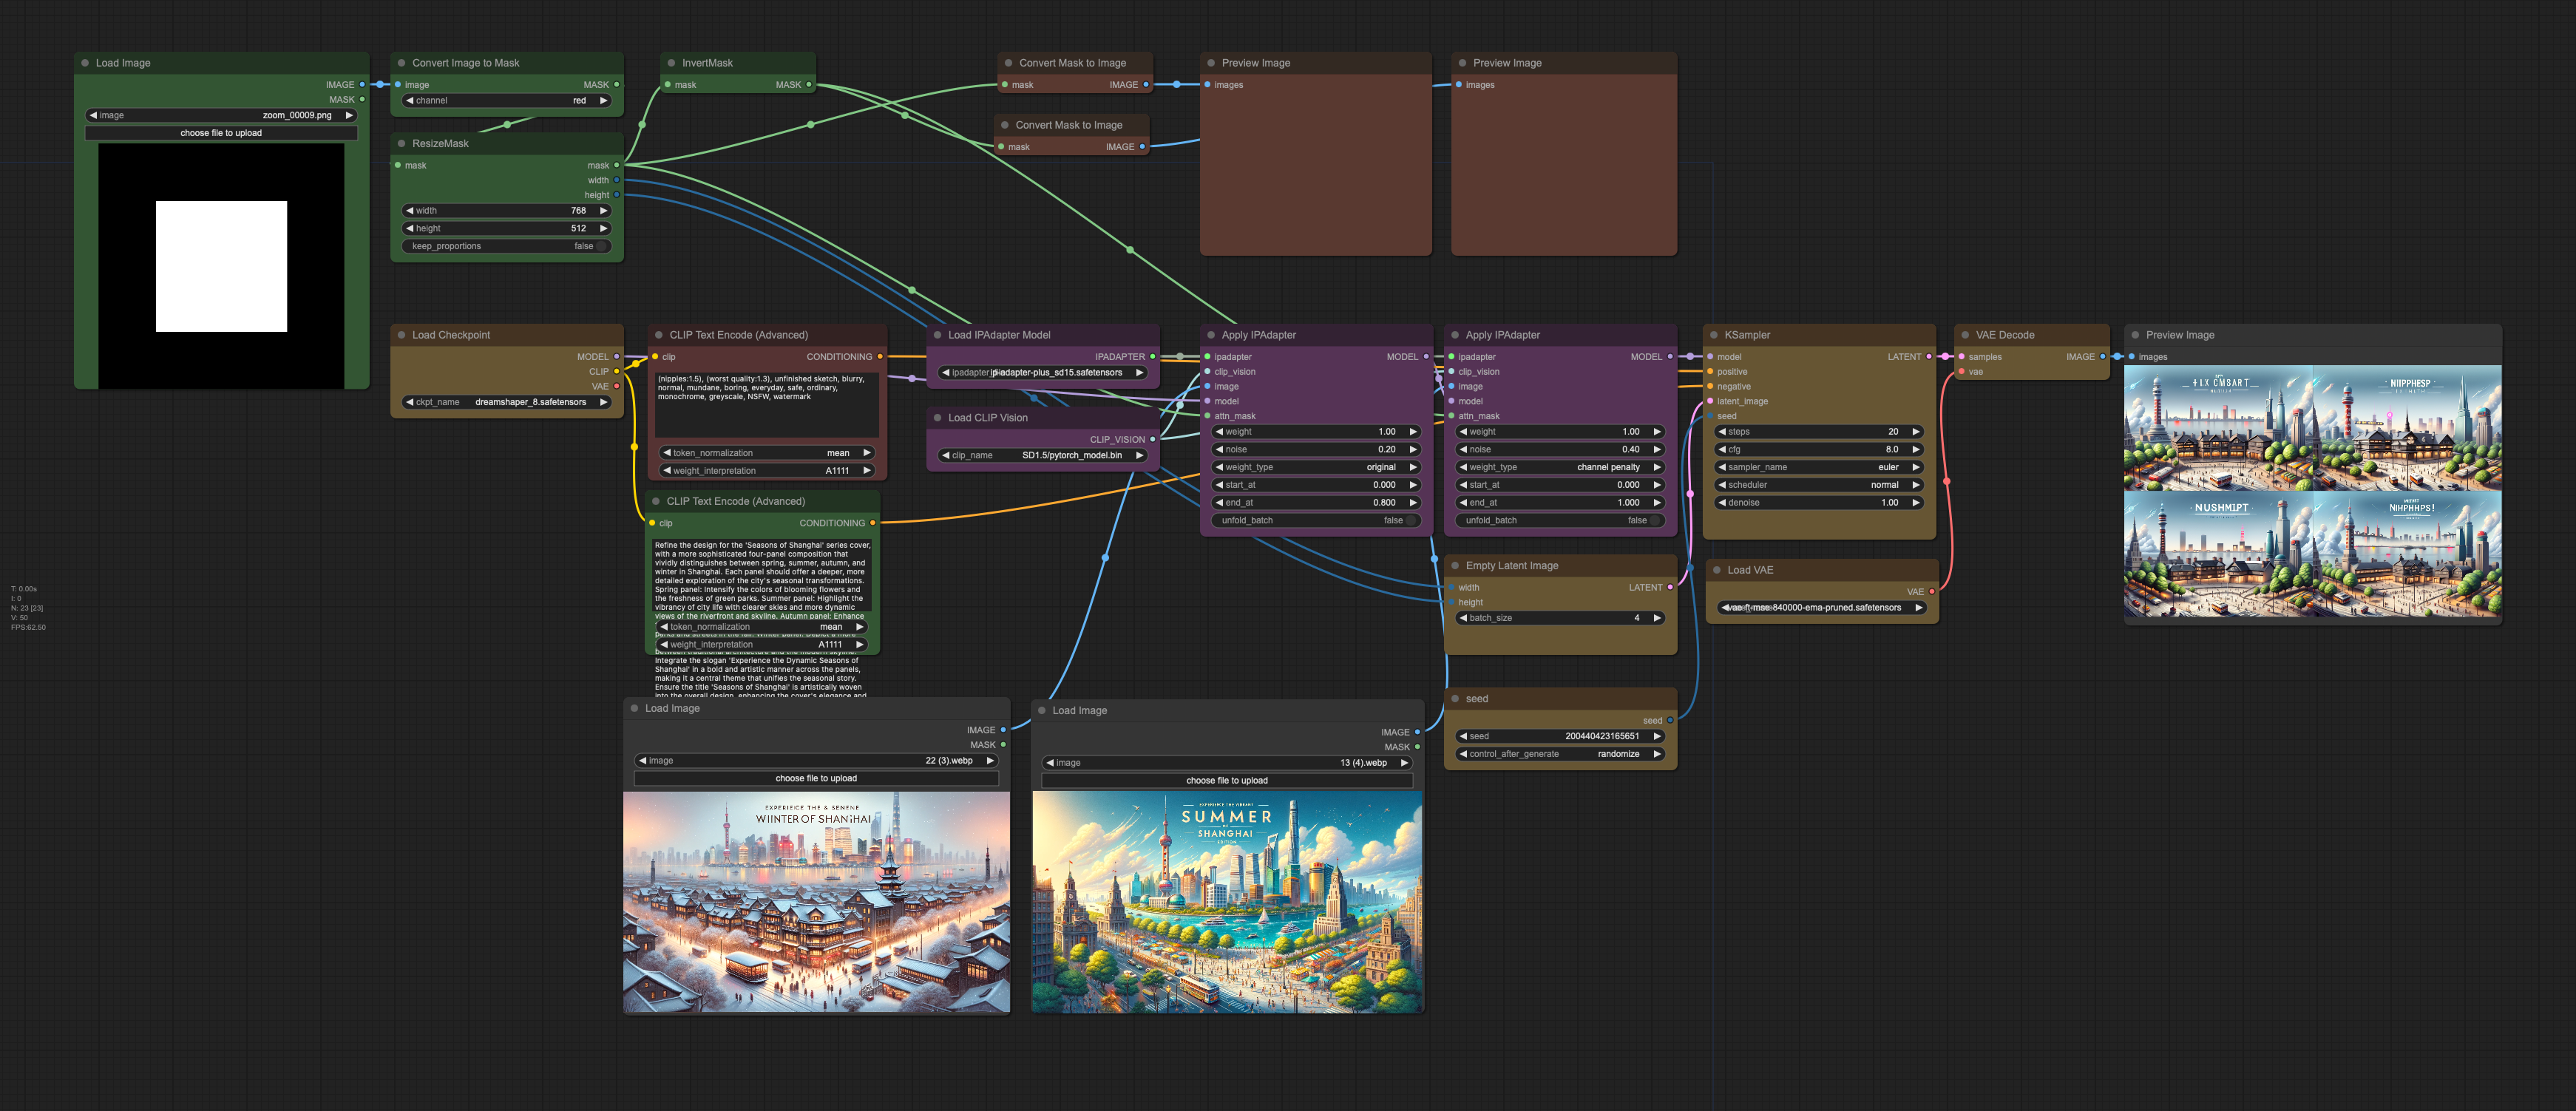 Load Image
IMAGE
MASK
image zoom_00009.png
choose file to upload
Convert Image to Mask
image MASK
channel red
ResizeMask
mask mask
width
height
width 768
height 512
keep_proportions false
InvertMask
mask MASK
Convert Mask to Image
mask IMAGE
Convert Mask to Image
mask IMAGE
Preview Image
images
Preview Image
images
Load Checkpoint
MODEL
CLIP
VAE
ckpt_name dreamshaper_8.safetensors
CLIP Text Encode (Advanced)
clip CONDITIONING
(nipples:1.5), (worst quality:1.3), unfinished sketch, blurry,
normal, mundane, boring, everyday, safe, ordinary,
monochrome, greyscale, NSFW, watermark
token_normalization mean
weight_interpretation A1111
CLIP Text Encode (Advanced)
clip CONDITIONING
Refine the design for the 'Seasons of Shanghai' series cover,
with a more sophisticated four-panel composition that
vividly distinguishes between spring, summer, autumn, and
winter in Shanghai. Each panel should offer a deeper, more
detailed exploration of the city's seasonal transformations.
Spring panel: Intensify the colors of blooming flowers and
the freshness of green parks. Summer panel: Highlight the
vibrancy of city life with clearer skies and more dynamic
views of the riverfront and skyline. Autumn panel: Enhance
token_normalization mean
weight_interpretation A1111
between traditional architecture and the modern skyline.
Integrate the slogan 'Experience the Dynamic Seasons of
Shanghai' in a bold and artistic manner across the panels,
making it a central theme that unifies the seasonal story.
Ensure the title 'Seasons of Shanghai' is artistically woven
into the overall design, enhancing the cover's elegance and
Load IPAdapter Model
IPADAPTER
ipadapter ip-adapter-plus_sd15.safetensors
Load CLIP Vision
CLIP_VISION
clip_name SD1.5/pytorch_model.bin
Apply IPAdapter
ipadapter MODEL
clip_vision
image
model
attn_mask
weight 1.00
noise 0.20
weight_type original
start_at 0.000
end_at 0.800
unfold_batch false
Apply IPAdapter
ipadapter MODEL
clip_vision
image
model
attn_mask
weight 1.00
noise 0.40
weight_type channel penalty
start_at 0.000
end_at 1.000
unfold_batch false
Empty Latent Image
width LATENT
height
batch_size 4
seed
seed
seed 200440423165651
control_after_generate randomize
KSampler
model LATENT
positive
negative
latent_image
seed
steps 20
cfg 8.0
sampler_name euler
scheduler normal
denoise 1.00
Load VAE
VAE
vae-ft-mse-840000-ema-pruned.safetensors
VAE Decode
samples IMAGE
vae
Preview Image
images
NIIPPHESP
NUSHMIPT
NIHPHHPS!
T: 0.00s
I: 0
N: 23 [23]
V: 50
FPS:62.50
Load Image
IMAGE
MASK
image 22 (3).webp
choose file to upload
EXPERIEICE THE & SENENE
WIINTER OF SHANIHAI
Load Image
IMAGE
MASK
image 13 (4).webp
choose file to upload
SUMMER
SHANGHAI
EDITION